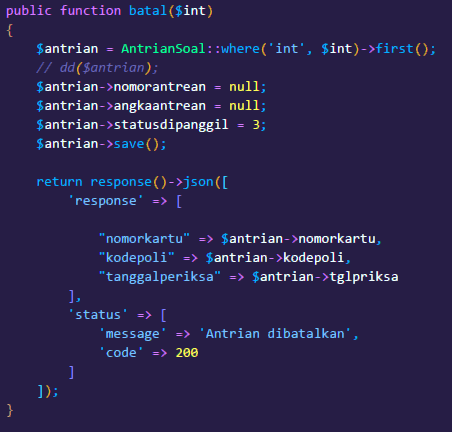 public function batal($int)
{
    $antrian = AntrianSoal::where('int', $int)->first();
    // dd($antrian);
    $antrian->nomorantrean = null;
    $antrian->angkaantrean = null;
    $antrian->statusdipanggil = 3;
    $antrian->save();

    return response()->json([
        'response' => [

            "nomorkartu" => $antrian->nomorkartu,
            "kodepoli" => $antrian->kodepoli,
            "tanggalperiksa" => $antrian->tglpriksa
        ],
        'status' => [
            'message' => 'Antrian dibatalkan',
            'code' => 200
        ]
    ]);
}